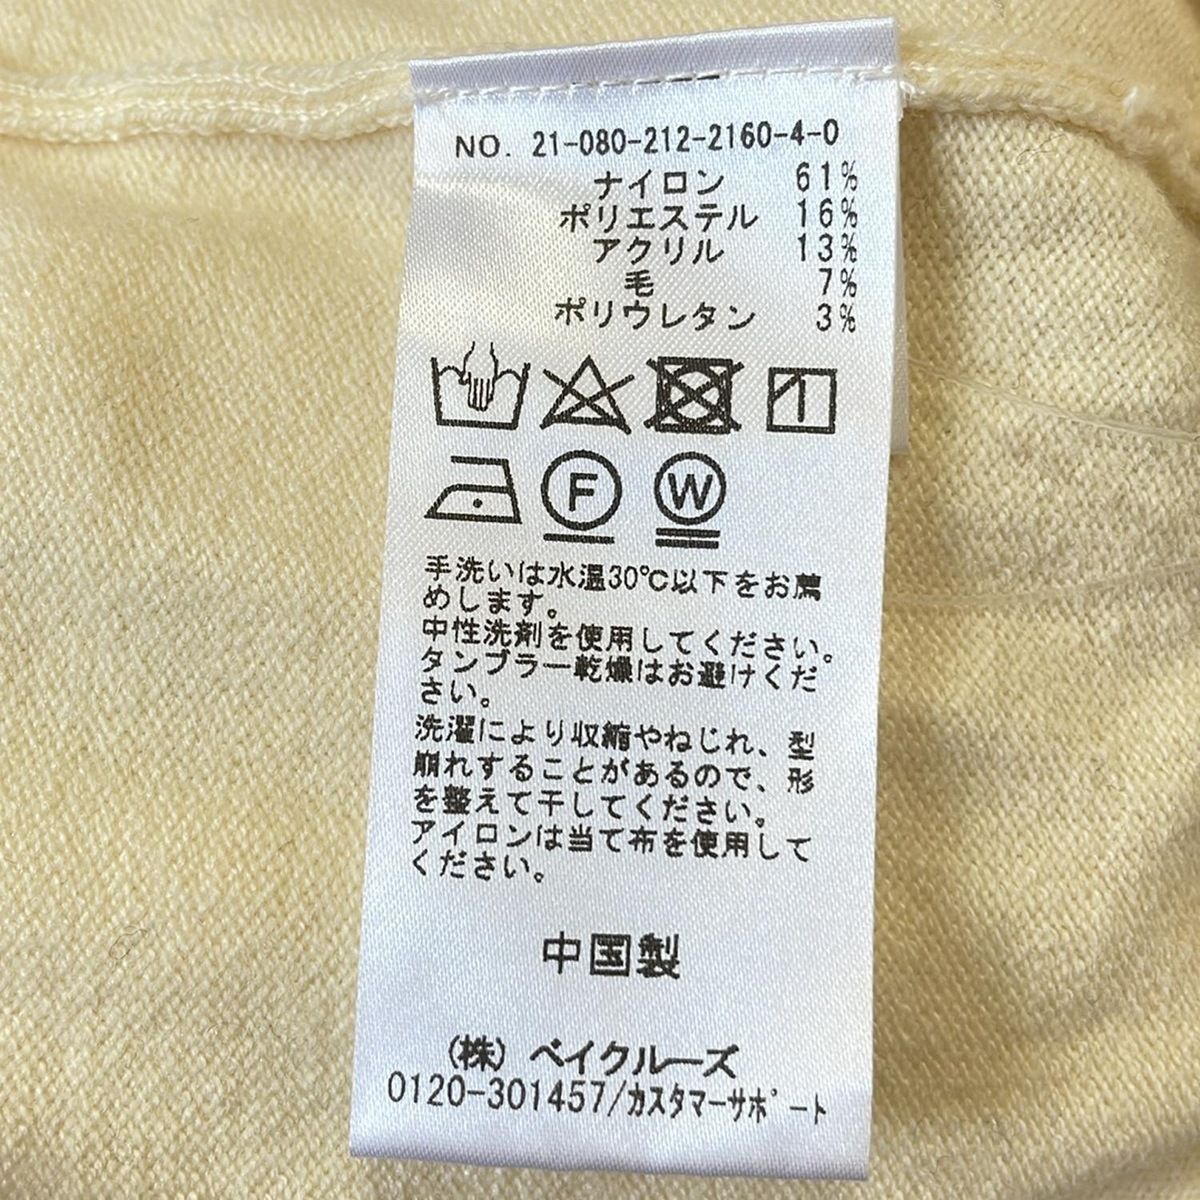 NO. 21-080-212-2160-4-0
ナイロン 61%
ポリエステル 16%
アクリル 13%
毛 7%
ポリウレタン 3%
F W
手洗いは水温30℃以下をお薦
めします。
中性洗剤を使用してください。
タンブラー乾燥はお避けくだ
さい。
洗濯により収縮やねじれ、型
崩れすることがあるので、形
を整えて干してください。
アイロンは当て布を使用して
ください。
中国製
(株) ベイクルーズ
0120-301457/カスタマーサポート